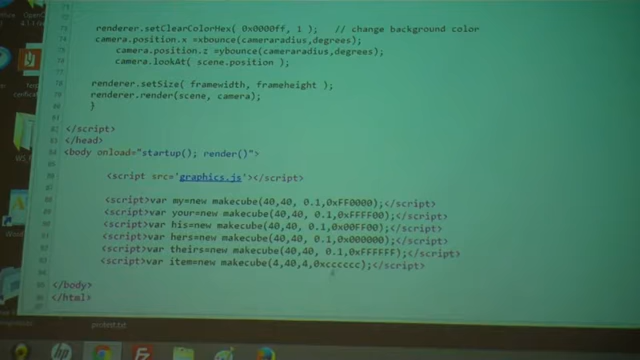 renderer.setClearColorHex( 0x0000ff, 1 );   // change background color
camera.position.x =xbounce(cameraradius,degrees);
camera.position.z =ybounce(cameraradius,degrees);
camera.lookAt( scene.position );
renderer.setSize( framewidth, frameheight );
renderer.render(scene, camera);
}
</script>
</head>
<body onload="startup(); render()">
<script src='graphics.js'></script>
<script>var my=new makecube(40,40, 0.1,0xFF0000);</script>
<script>var your=new makecube(40,40, 0.1,0xFFFF00);</script>
<script>var his=new makecube(40,40, 0.1,0x00FF00);</script>
<script>var hers=new makecube(40,40, 0.1,0x000000);</script>
<script>var theirs=new makecube(40,40, 0.1,0xFFFFFF);</script>
<script>var item=new makecube(4,40,4,0xcccccc);</script>
</body>
</html>